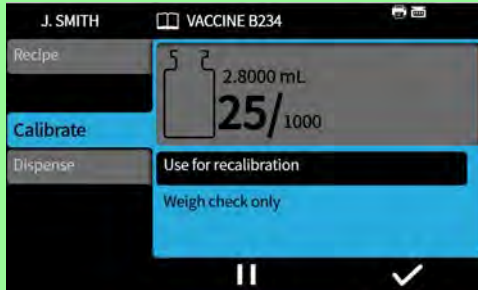 J. SMITH
VACCINE B234
Recipe
2.8000 mL
25/1000
Calibrate
Dispense
Use for recalibration
Weigh check only